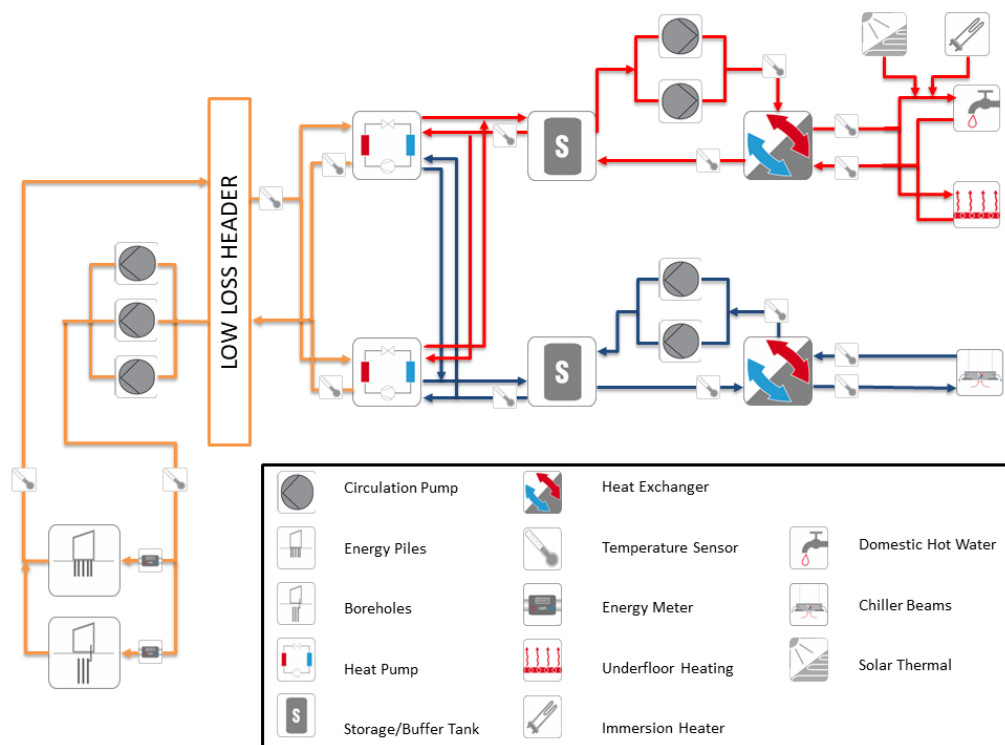 LOW LOSS HEADER
S
S
Circulation Pump
Heat Exchanger
Energy Piles
Temperature Sensor
Domestic Hot Water
Boreholes
Energy Meter
Chiller Beams
Heat Pump
Underfloor Heating
Solar Thermal
S
Storage/Buffer Tank
Immersion Heater